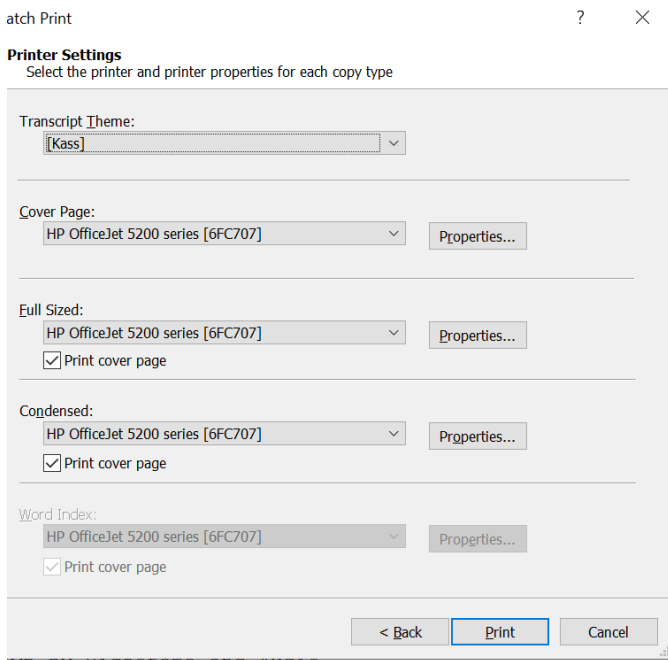 atch Print
?
Printer Settings
Select the printer and printer properties for each copy type
Transcript Theme:
[Kass]
Cover Page:
HP OfficeJet 5200 series [6FC707]
Properties...
Full Sized:
HP OfficeJet 5200 series [6FC707]
Properties...
Print cover page
Condensed:
HP OfficeJet 5200 series [6FC707]
Properties...
Print cover page
Word Index:
HP OfficeJet 5200 series [6FC707]
Properties...
Print cover page
< Back
Print
Cancel